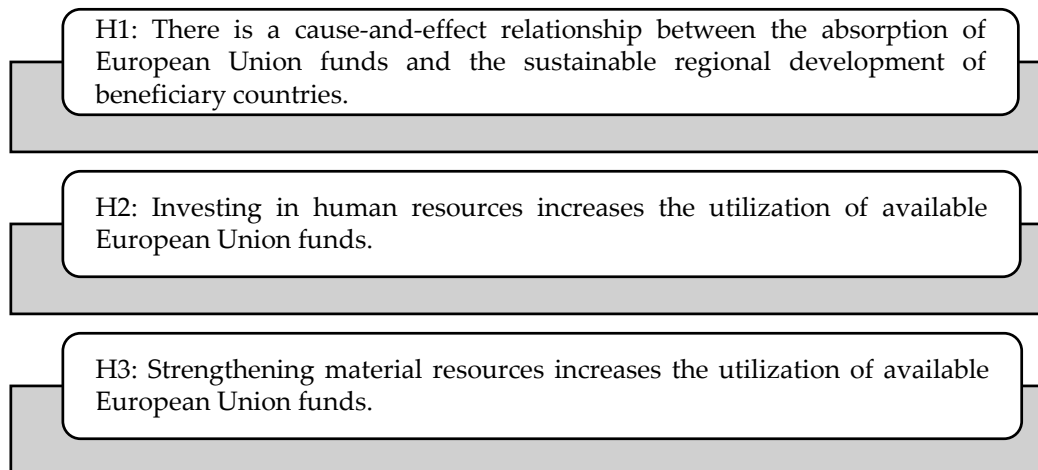 H1: There is a cause-and-effect relationship between the absorption of
European Union funds and the sustainable regional development of
beneficiary countries.
H2: Investing in human resources increases the utilization of available
European Union funds.
H3: Strengthening material resources increases the utilization of available
European Union funds.